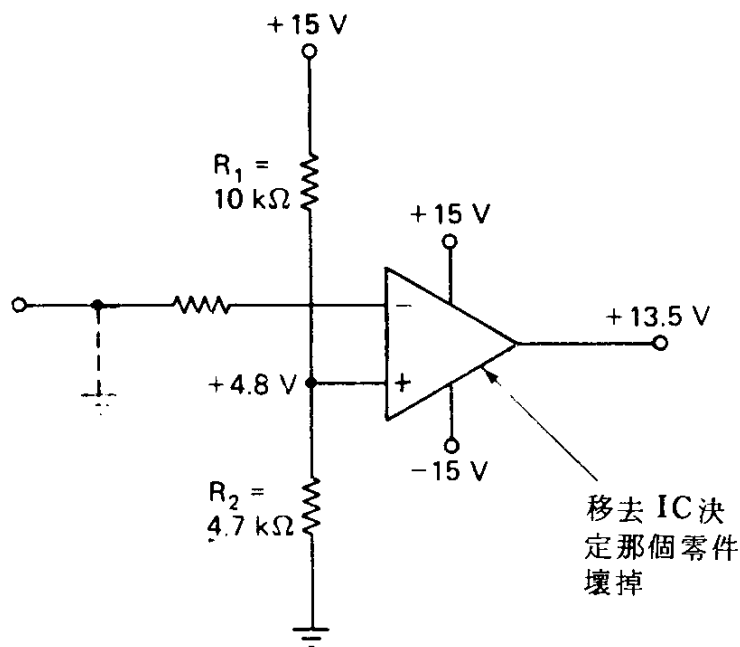 +15 V
R₁ =
10 kΩ
+15 V
−
+13.5 V
+4.8 V
+
−15 V
R₂ =
4.7 kΩ
移去 IC決
定那個零件
壞掉